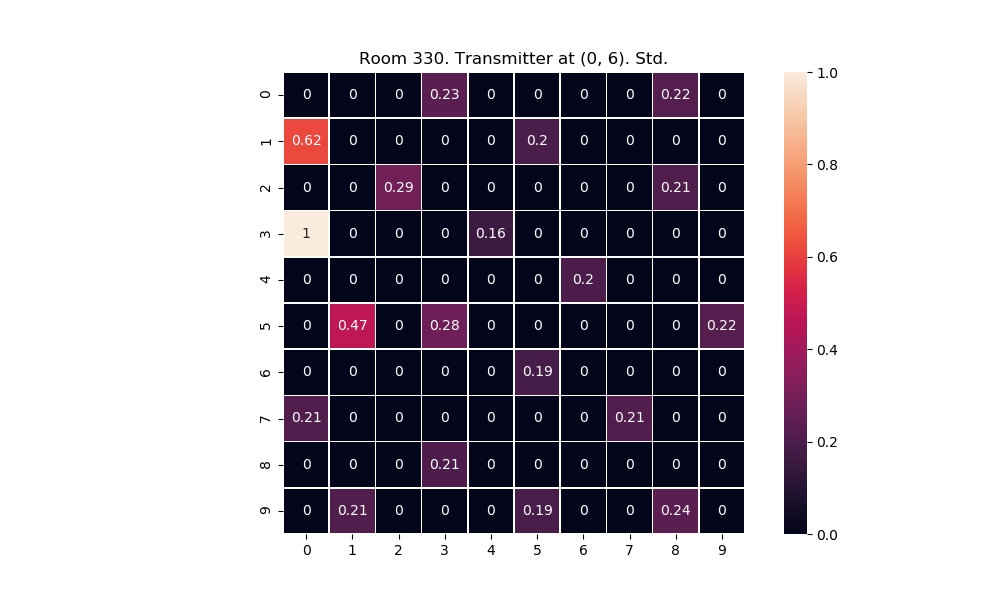 Room 330. Transmitter at (0, 6). Std.
0 0 0 0 0.23 0 0 0 0 0.22 0
1 0.62 0 0 0 0 0.2 0 0 0 0
2 0 0 0.29 0 0 0 0 0 0.21 0
3 1 0 0 0 0.16 0 0 0 0 0
4 0 0 0 0 0 0 0.2 0 0 0
5 0 0.47 0 0.28 0 0 0 0 0 0.22
6 0 0 0 0 0 0.19 0 0 0 0
7 0.21 0 0 0 0 0 0 0.21 0 0
8 0 0 0 0.21 0 0 0 0 0 0
9 0 0.21 0 0 0 0.19 0 0 0.24 0
0 1 2 3 4 5 6 7 8 9
1.0
0.8
0.6
0.4
0.2
0.0